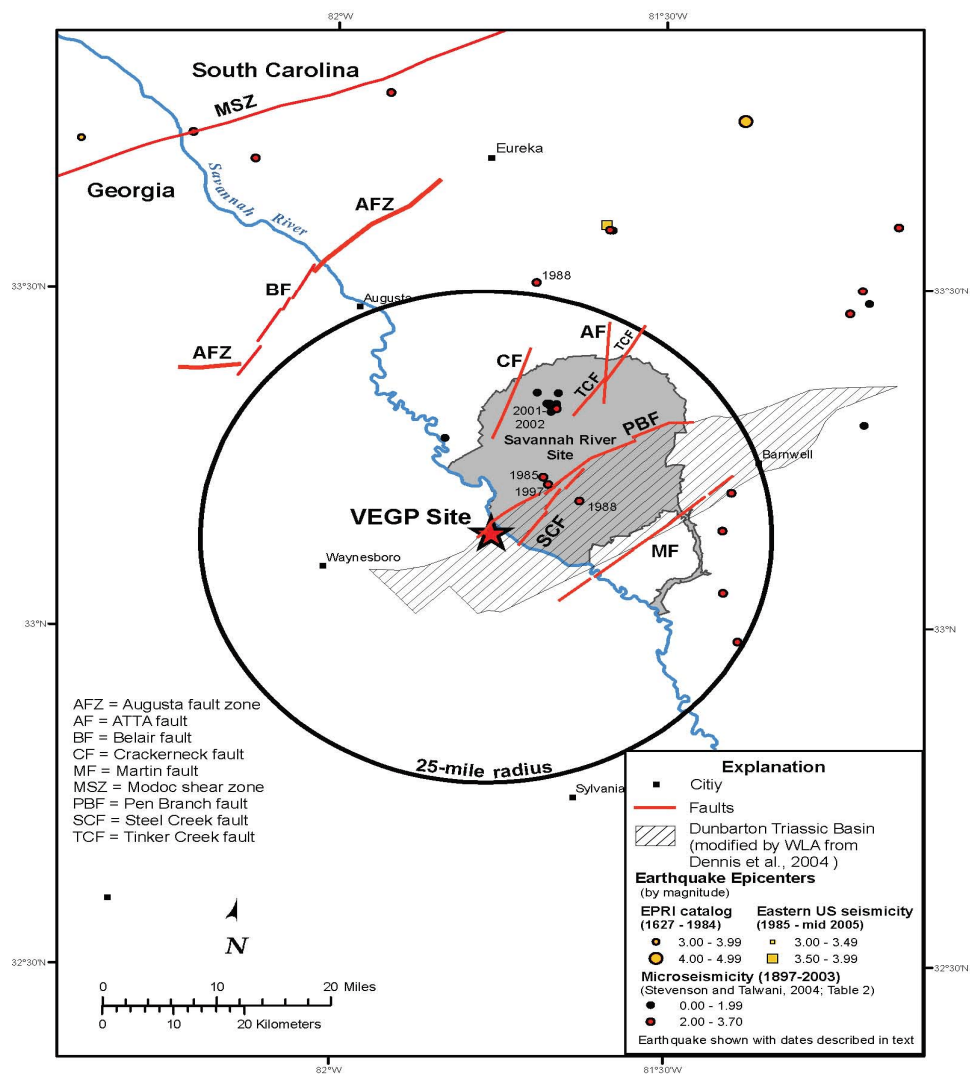 82°W
81°30'W
South Carolina
MSZ
Eureka
Georgia
Savannah River
AFZ
1988
33°30'N
33°30'N
BF
Augusta
AF
TCF
CF
AFZ
TCF
2001-
2002
PBF
Savannah River
Site
Barnwell
1985
1997
1988
VEGP Site
SCF
MF
Waynesboro
33°N
33°N
AFZ = Augusta fault zone
AF = ATTA fault
BF = Belair fault
CF = Crackerneck fault
MF = Martin fault
MSZ = Modoc shear zone
PBF = Pen Branch fault
SCF = Steel Creek fault
TCF = Tinker Creek fault
25-mile radius
Sylvania
Explanation
Citiy
Faults
Dunbarton Triassic Basin
(modified by WLA from
Dennis et al., 2004 )
Earthquake Epicenters
(by magnitude)
EPRI catalog
(1627 - 1984)
3.00 - 3.99
4.00 - 4.99
Eastern US seismicity
(1985 - mid 2005)
3.00 - 3.49
3.50 - 3.99
Microseismicity (1897-2003)
(Stevenson and Talwani, 2004; Table 2)
0.00 - 1.99
2.00 - 3.70
Earthquake shown with dates described in text
N
32°30'N
32°30'N
0 10 20 Miles
0 10 20 Kilometers
82°W
81°30'W